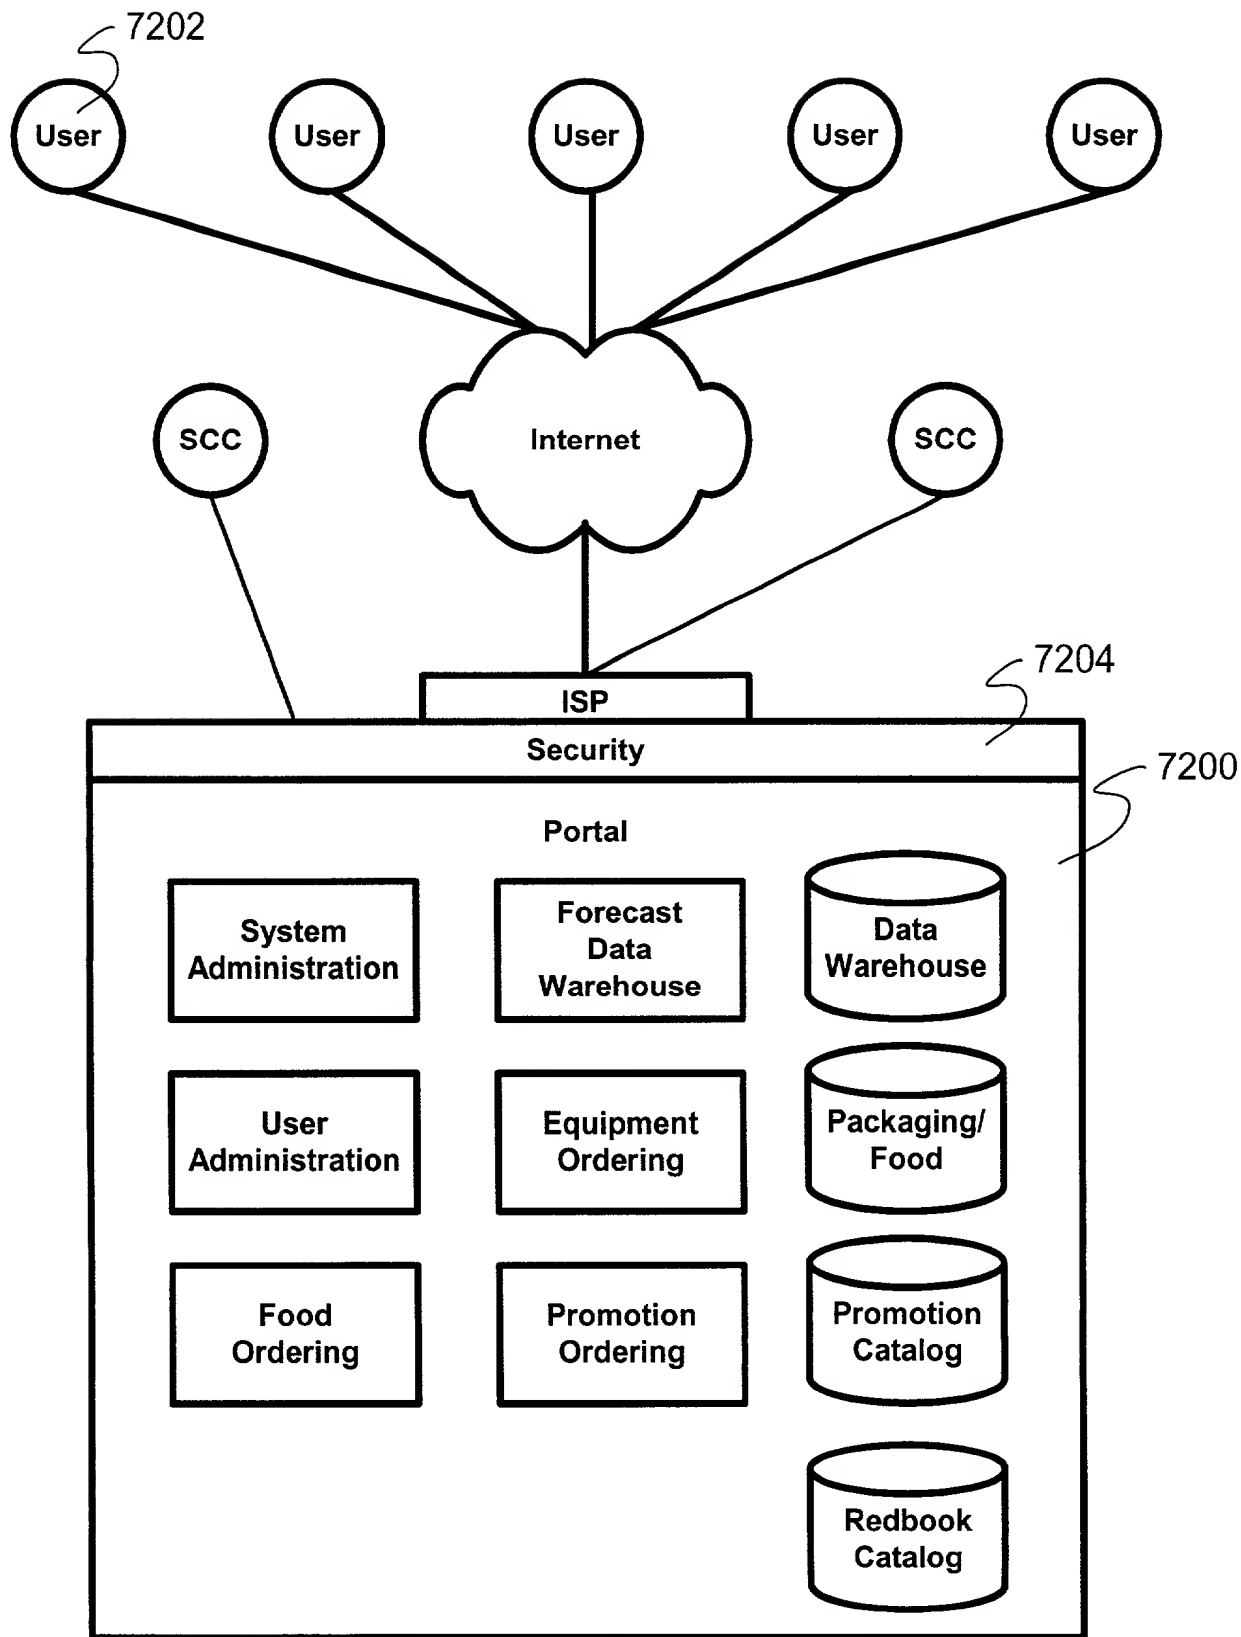 7202
User
User
User
User
User
SCC
Internet
SCC
ISP
7204
Security
7200
Portal
System
Administration
Forecast
Data
Warehouse
Data
Warehouse
User
Administration
Equipment
Ordering
Packaging/
Food
Food
Ordering
Promotion
Ordering
Promotion
Catalog
Redbook
Catalog